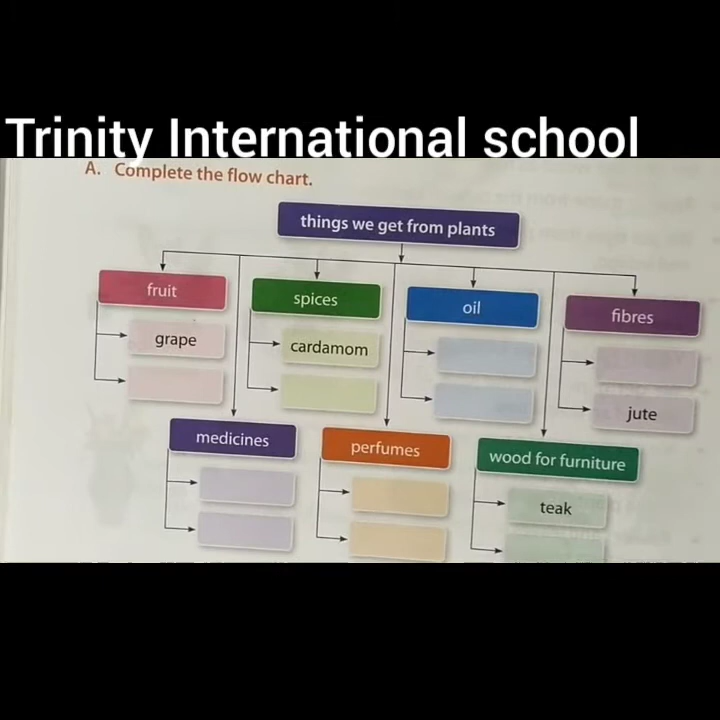 Trinity International school
A. Complete the flow chart.
things we get from plants
fruit
spices
oil
fibres
grape
cardamom
jute
medicines
perfumes
wood for furniture
teak